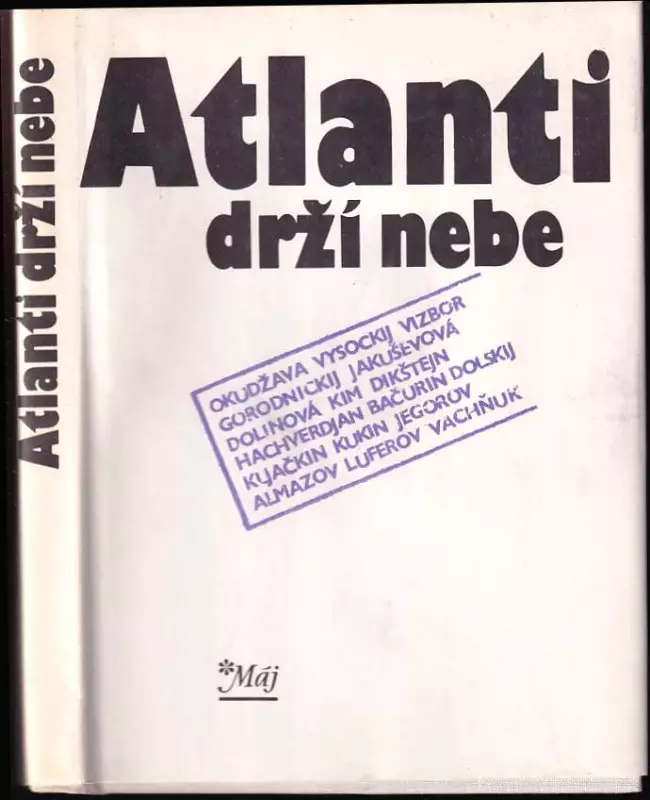 Atlanti drží nebe
Atlanti
drží nebe
OKUDŽAVA VYSOCKIJ VIZBOR
GORODNICKIJ JAKUŠEVOVÁ
DOLINOVÁ KIM DIKŠTEJN
HACHVERDJAN BAČURIN DOLSKIJ
KLJAČKIN KUKIN JEGOROV
ALMAZOV LUFEROV VACHŇUK
*Máj